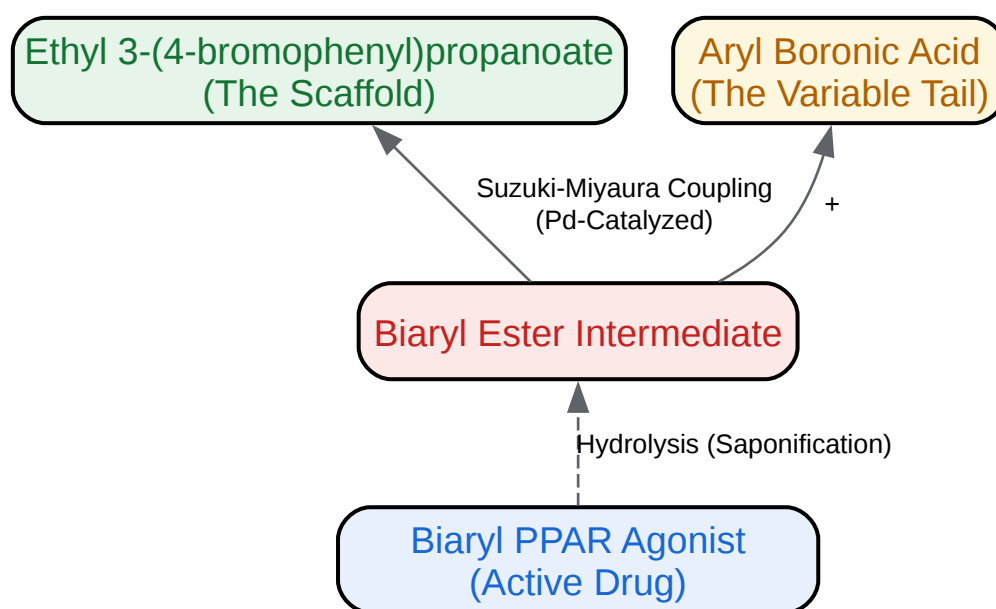 Ethyl 3-(4-bromophenyl)propanoate
(The Scaffold)
Aryl Boronic Acid
(The Variable Tail)
Suzuki-Miyaura Coupling
(Pd-Catalyzed)
+
Biaryl Ester Intermediate
Hydrolysis (Saponification)
Biaryl PPAR Agonist
(Active Drug)